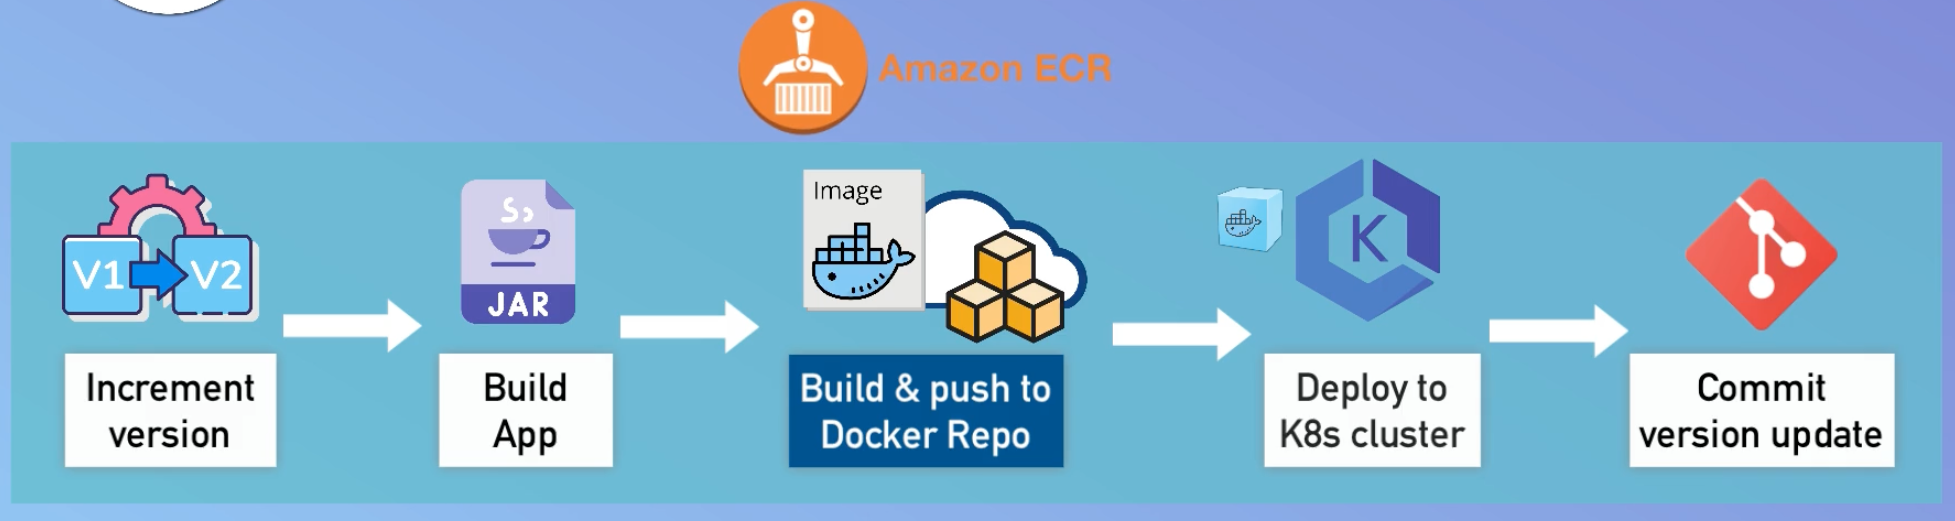 Amazon ECR
V1
V2
JAR
Image
K
Increment
version
Build
App
Build & push to
Docker Repo
Deploy to
K8s cluster
Commit
version update